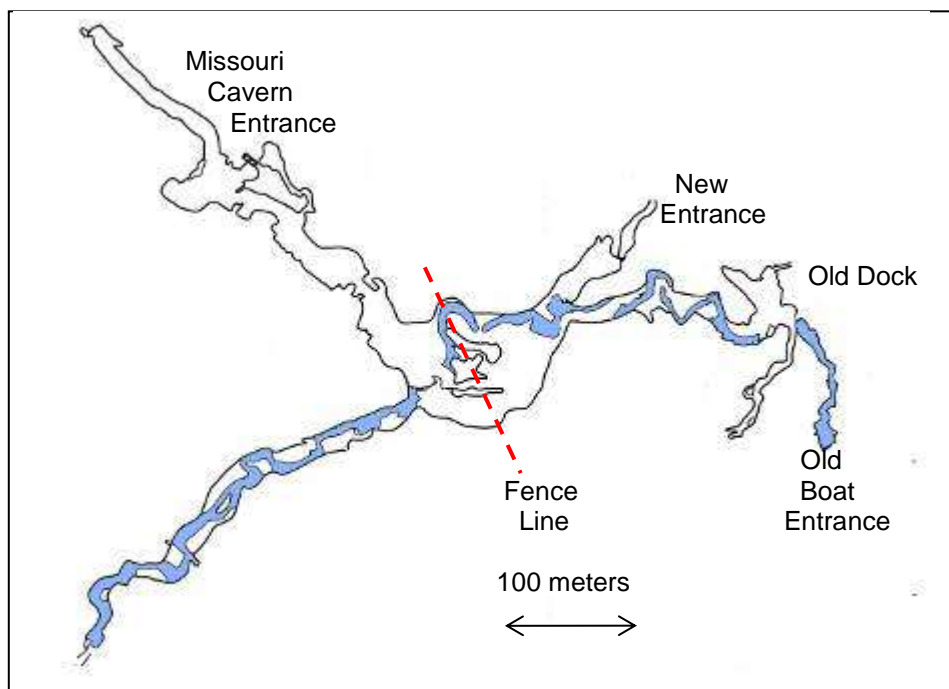 Missouri
Cavern
Entrance
New
Entrance
Old Dock
Old
Boat
Entrance
Fence
Line
100 meters